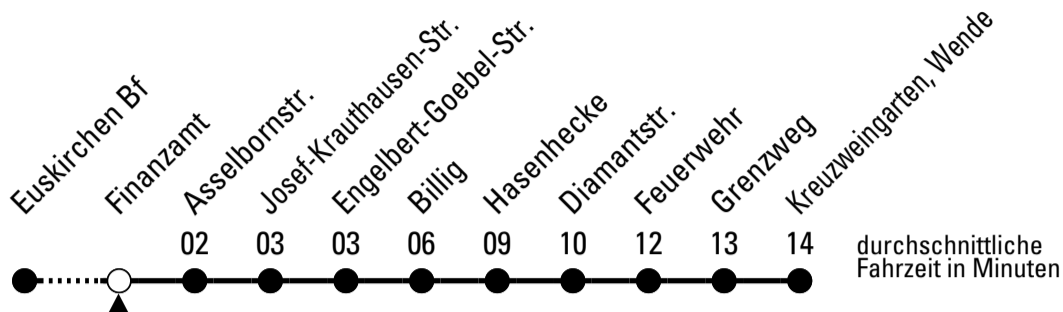 Euskirchen Bf
Finanzamt
Asselbornstr.
Josef-Krauthausen-Str.
Engelbert-Goebel-Str.
Billig
Hasenhecke
Diamantstr.
Feuerwehr
Grenzweg
Kreuzweingarten, Wende
02 03 03 06 09 10 12 13 14
durchschnittliche
Fahrzeit in Minuten